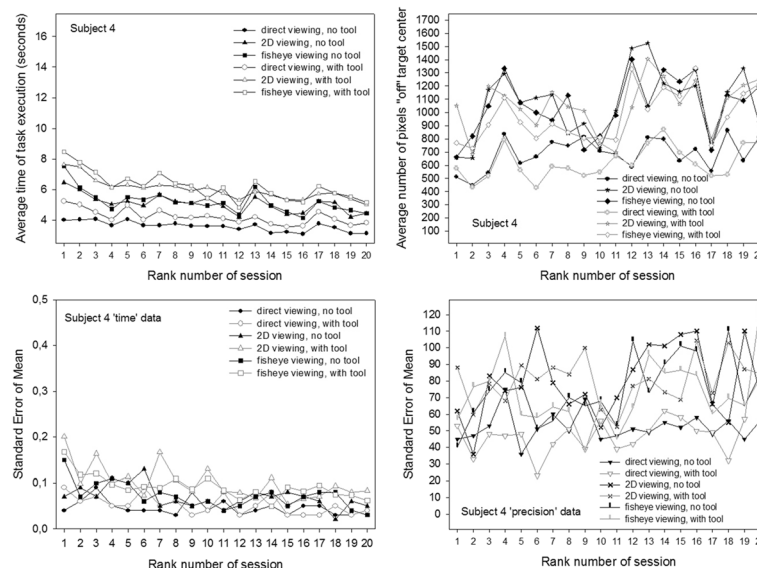 Subject 4
direct viewing, no tool
2D viewing, no tool
fisheye viewing no tool
direct viewing, with tool
2D viewing, with tool
fisheye viewing, with tool
Average time of task execution (seconds)
16
14
12
10
8
6
4
1 2 3 4 5 6 7 8 9 10 11 12 13 14 15 16 17 18 19 20
Rank number of session
Average number of pixels "off" target center
1700
1600
1500
1400
1300
1200
1100
1000
900
800
700
600
500
400
300
200
100
direct viewing, no tool
2D viewing, no tool
fisheye viewing, no tool
direct viewing, with tool
2D viewing, with tool
fisheye viewing, with tool
Subject 4
1 2 3 4 5 6 7 8 9 10 11 12 13 14 15 16 17 18 19 20
Rank number of session
Subject 4 'time' data
direct viewing, no tool
direct viewing, with tool
2D viewing, no tool
2D viewing, with tool
fisheye viewing, no tool
fisheye viewing, with tool
Standard Error of Mean
0,5
0,4
0,3
0,2
0,1
0,0
1 2 3 4 5 6 7 8 9 10 11 12 13 14 15 16 17 18 19 20
Rank number of session
Standard Error of Mean
120
110
100
90
80
70
60
50
40
30
20
10
0
direct viewing, no tool
direct viewing, with tool
2D viewing, no tool
2D viewing, with tool
fisheye viewing, no tool
fisheye viewing, with tool
Subject 4 'precision' data
1 2 3 4 5 6 7 8 9 10 11 12 13 14 15 16 17 18 19 20
Rank number of session